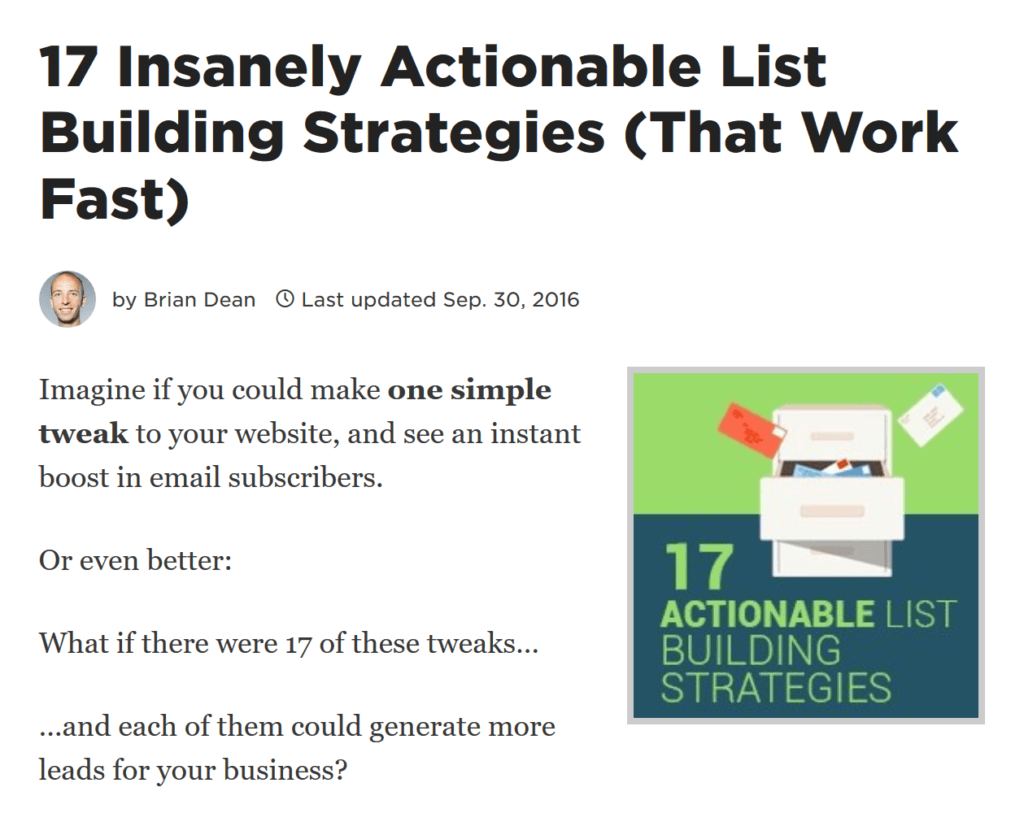 17 Insanely Actionable List
Building Strategies (That Work
Fast)
by Brian Dean Last updated Sep. 30, 2016
Imagine if you could make one simple
tweak to your website, and see an instant
boost in email subscribers.
Or even better:
What if there were 17 of these tweaks…
…and each of them could generate more
leads for your business?
17
ACTIONABLE LIST
BUILDING
STRATEGIES